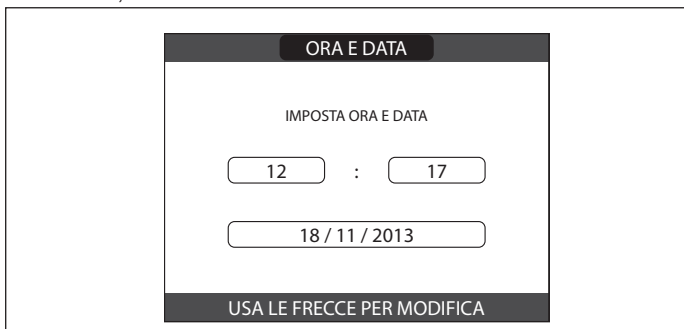 ORA E DATA
IMPOSTA ORA E DATA
12 : 17
18 / 11 / 2013
USA LE FRECCE PER MODIFICA